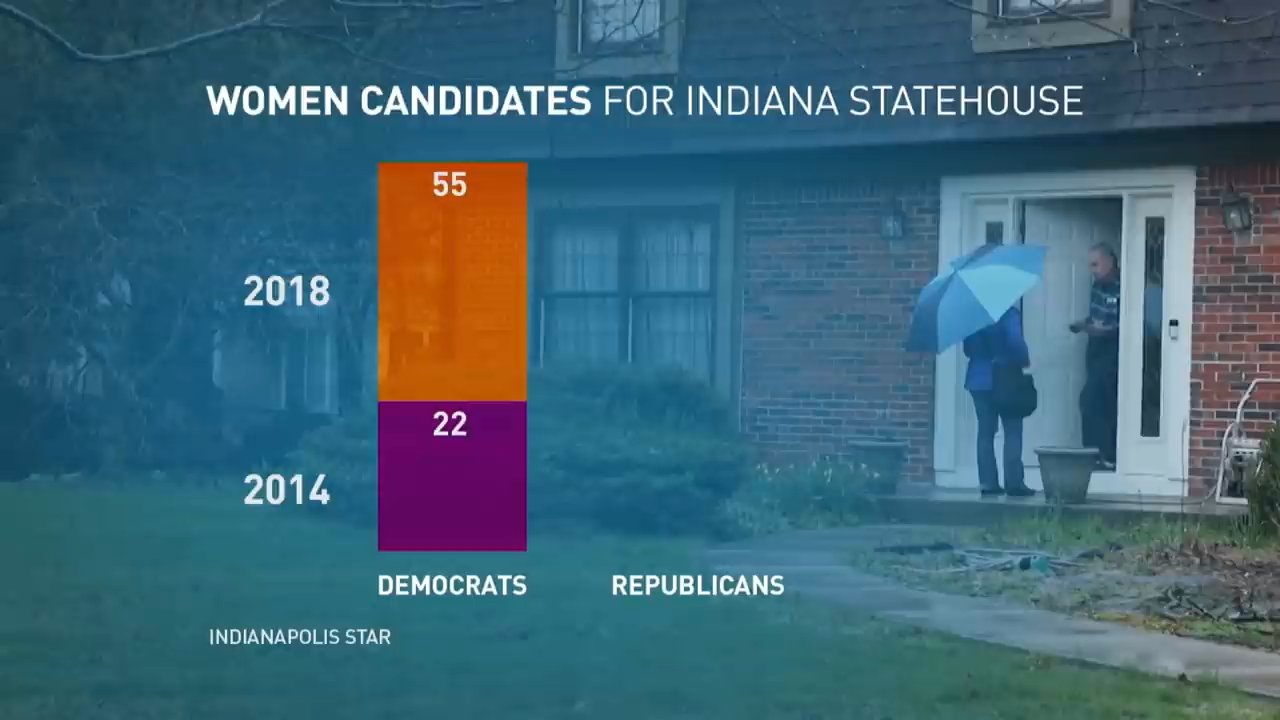 WOMEN CANDIDATES FOR INDIANA STATEHOUSE
55
2018
22
2014
DEMOCRATS
REPUBLICANS
INDIANAPOLIS STAR